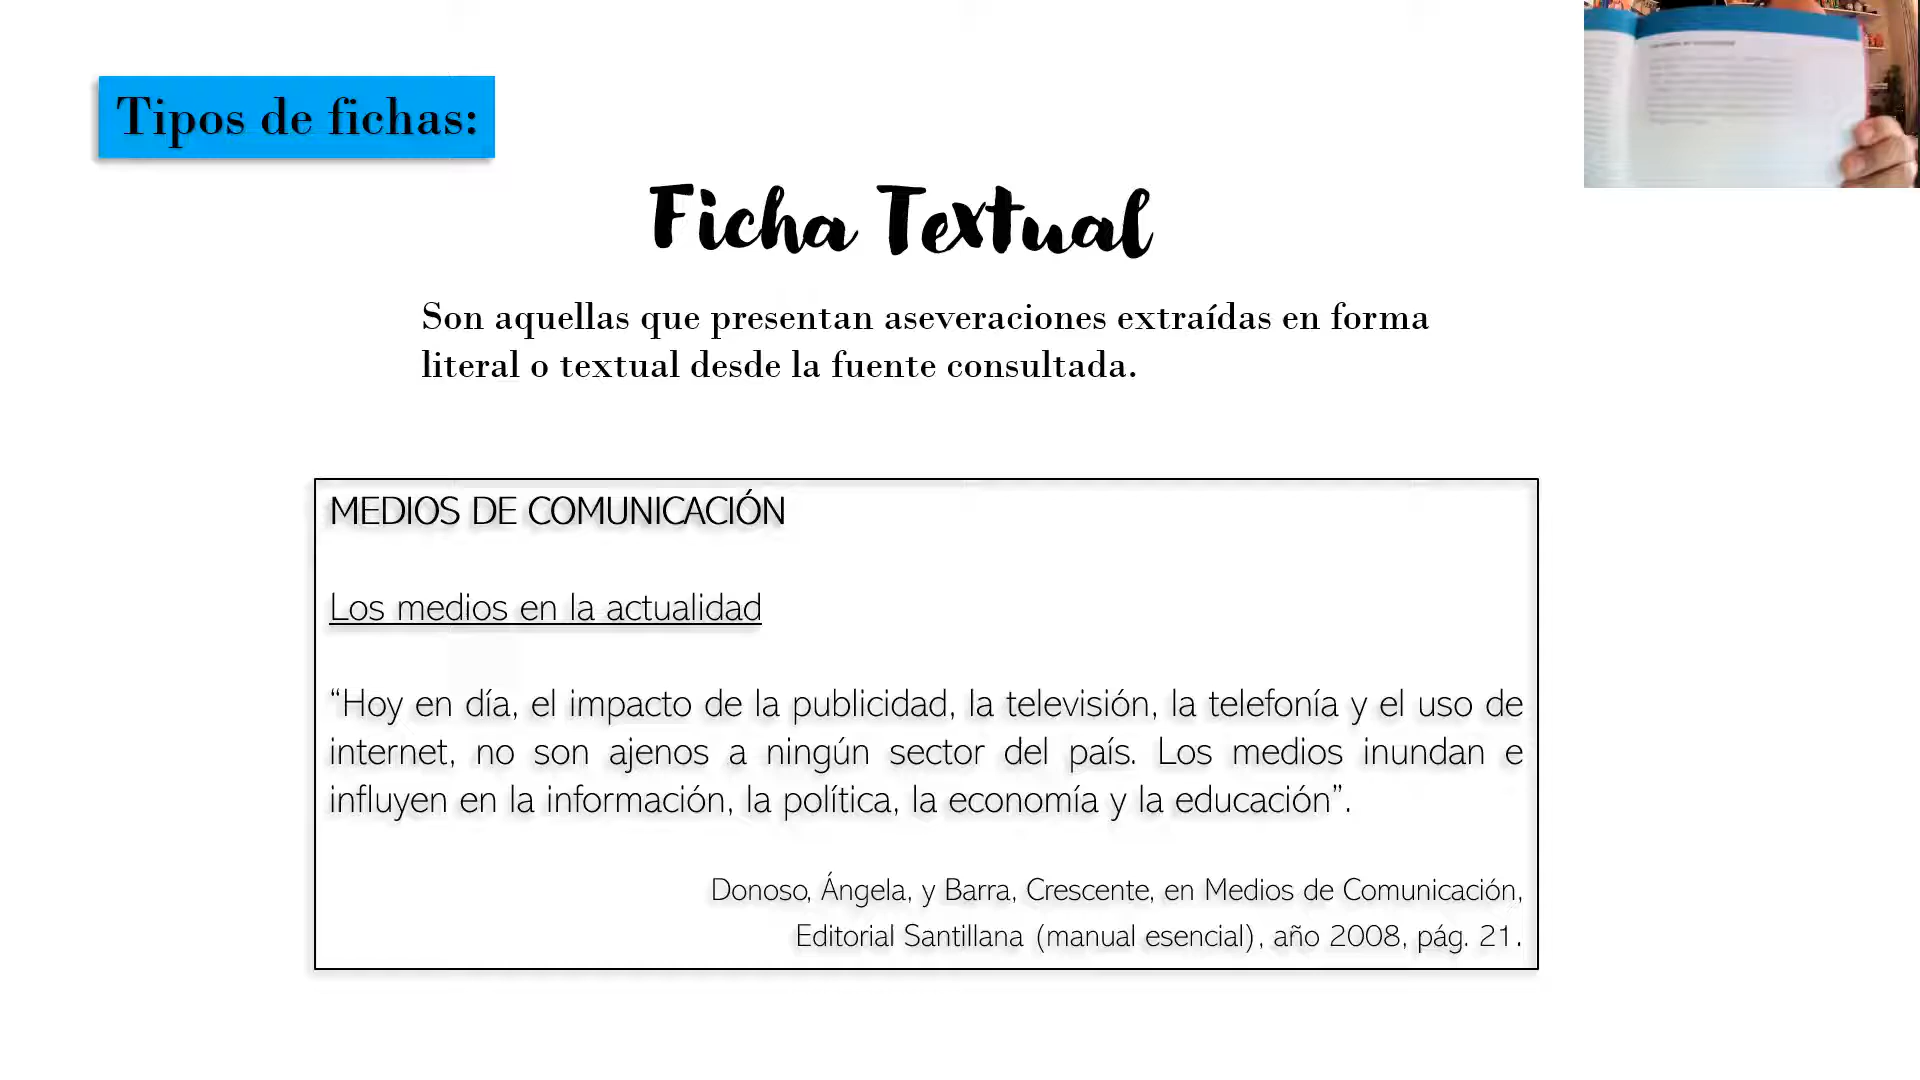 Tipos de fichas:
Ficha Textual
Son aquellas que presentan aseveraciones extraídas en forma
literal o textual desde la fuente consultada.
MEDIOS DE COMUNICACIÓN
Los medios en la actualidad
“Hoy en día, el impacto de la publicidad, la televisión, la telefonía y el uso de
internet, no son ajenos a ningún sector del país. Los medios inundan e
influyen en la información, la política, la economía y la educación”.
Donoso, Ángela, y Barra, Crescente, en Medios de Comunicación,
Editorial Santillana (manual esencial), año 2008, pág. 21.